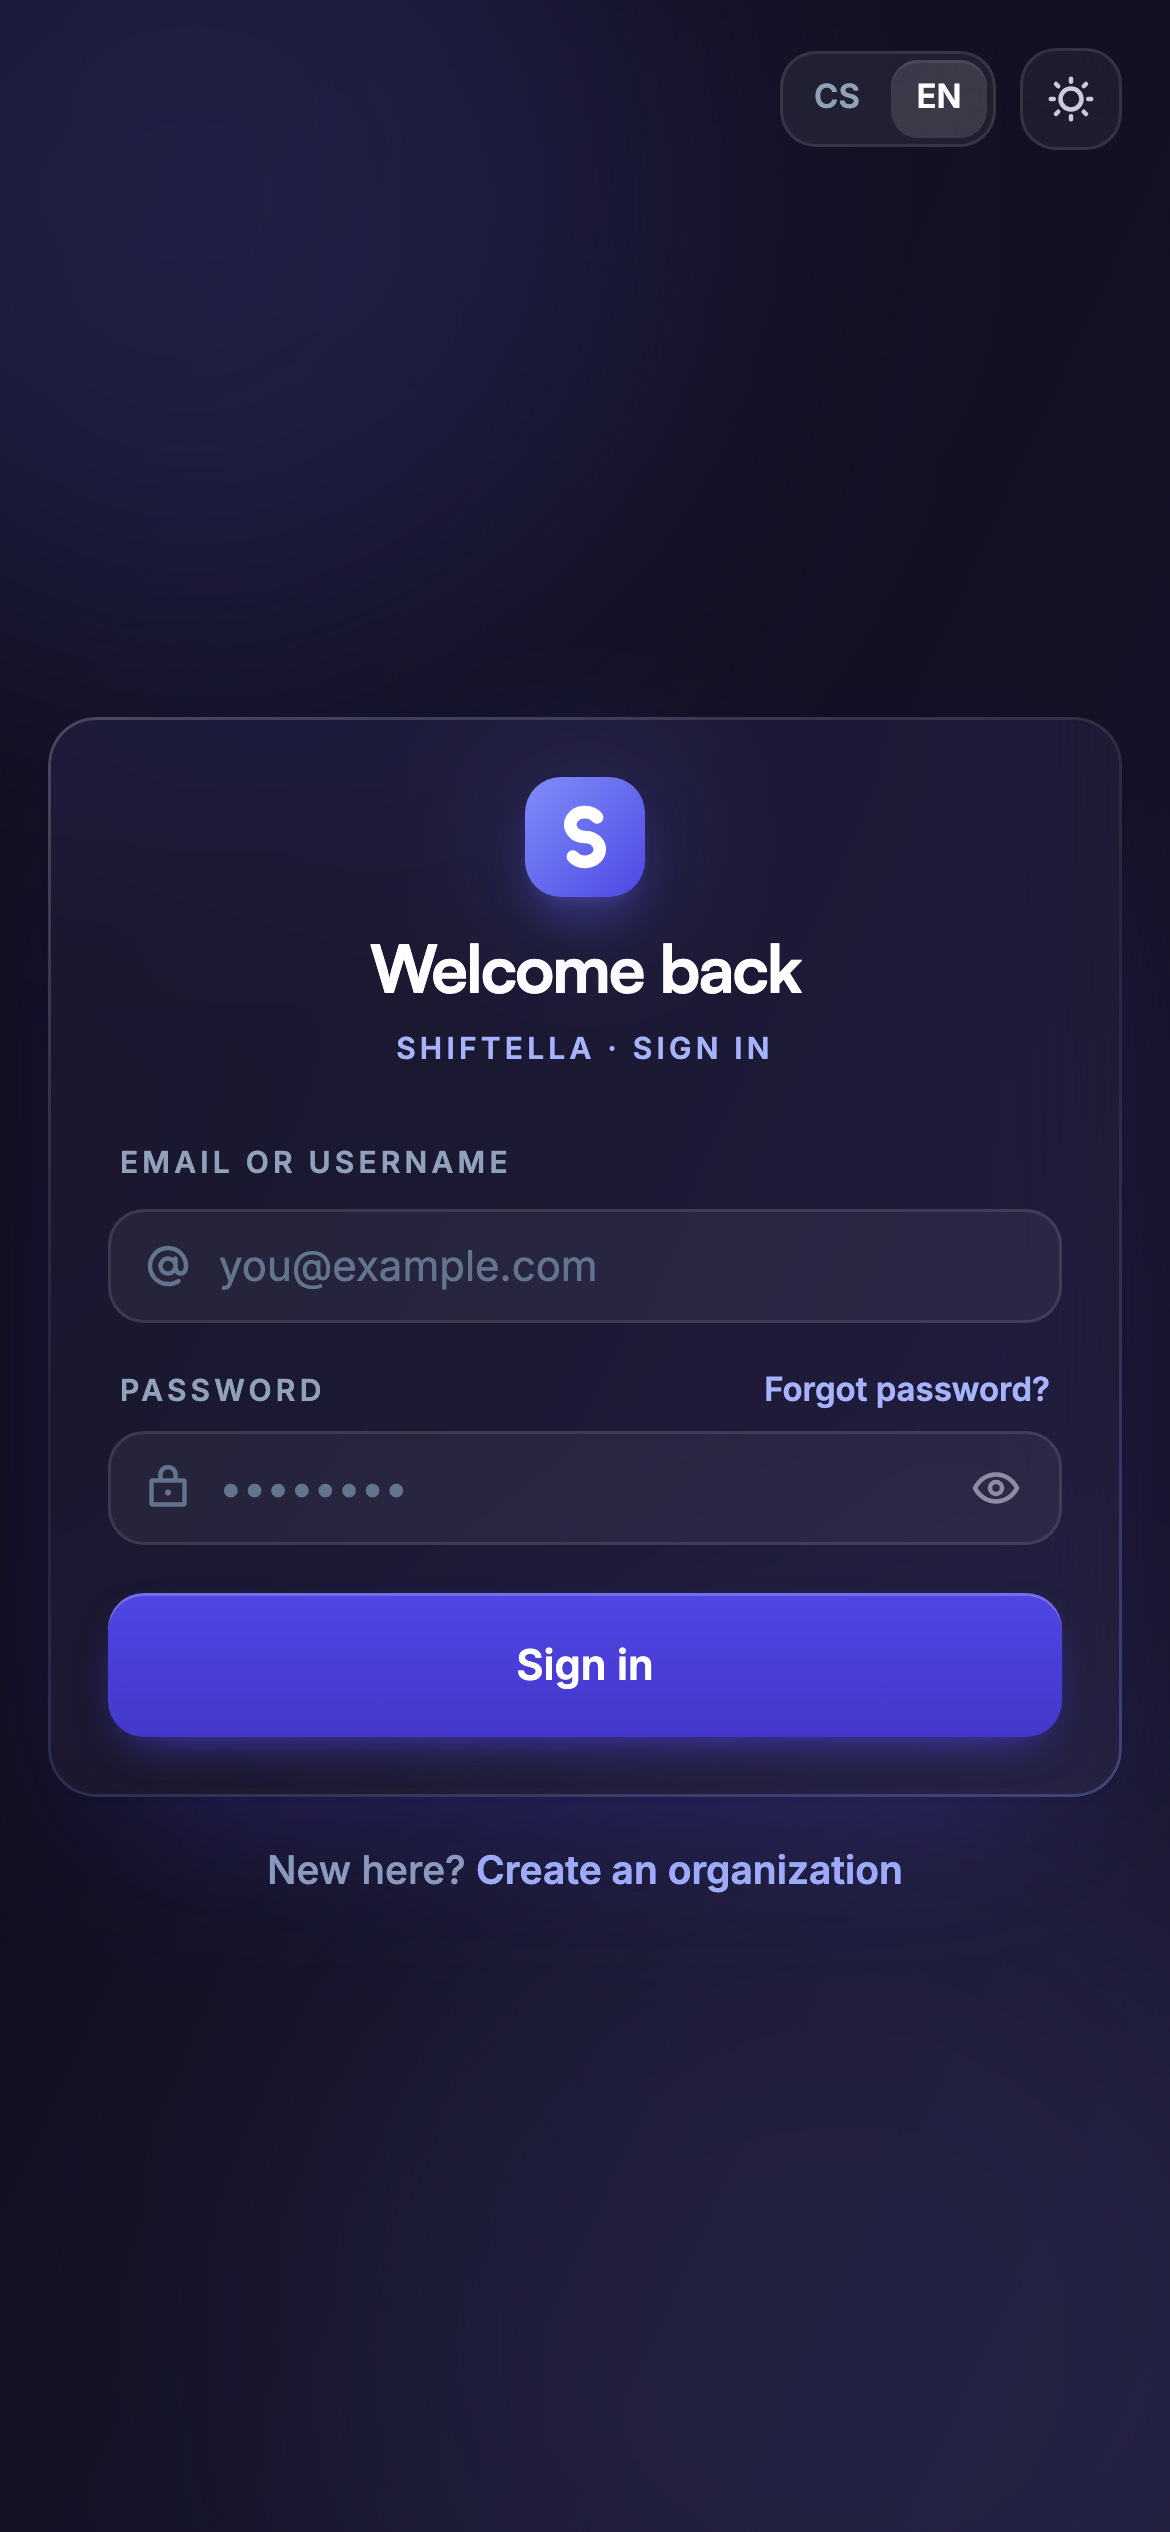 CS EN
S
Welcome back
SHIFTELLA · SIGN IN
EMAIL OR USERNAME
@ you@example.com
PASSWORD Forgot password?
••••••••
Sign in
New here? Create an organization